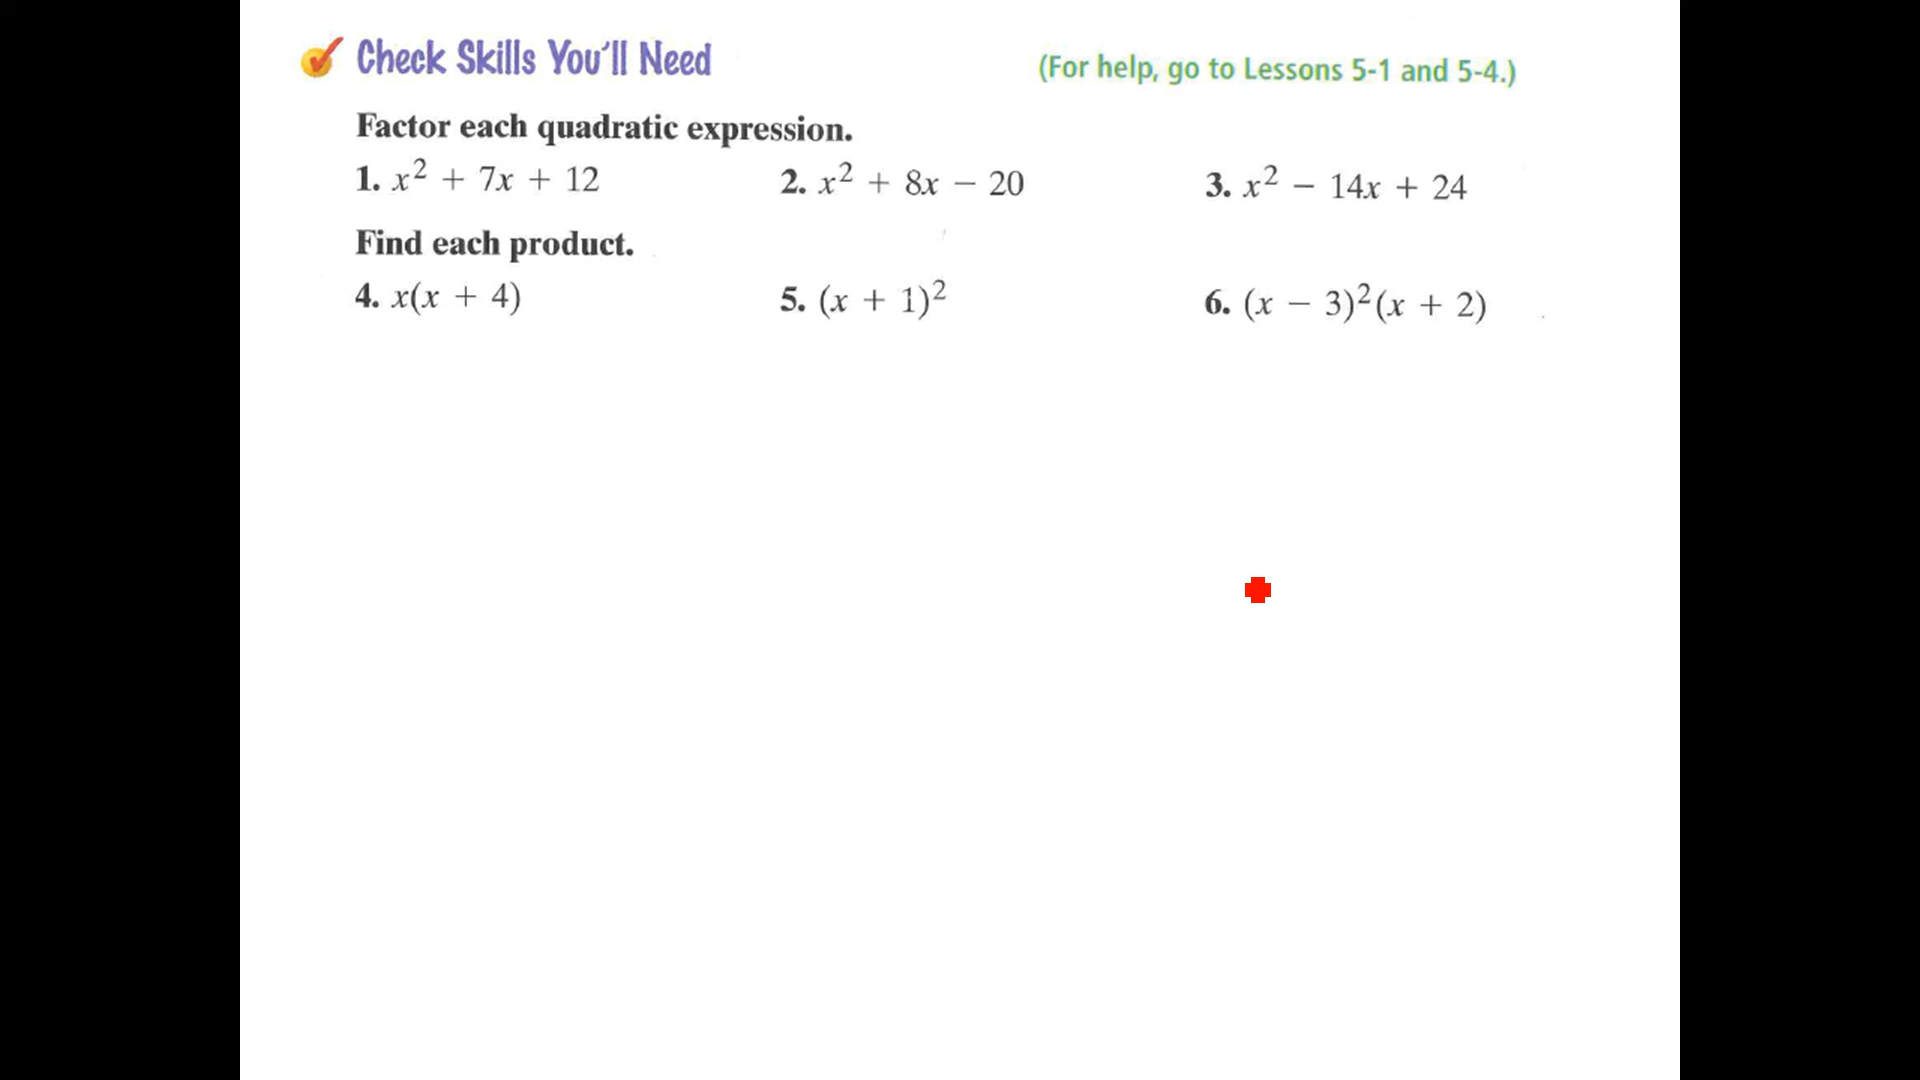 Check Skills You'll Need (For help, go to Lessons 5-1 and 5-4.)
Factor each quadratic expression.
1. x² + 7x + 12 2. x² + 8x − 20 3. x² − 14x + 24
Find each product.
4. x(x + 4) 5. (x + 1)² 6. (x − 3)²(x + 2)